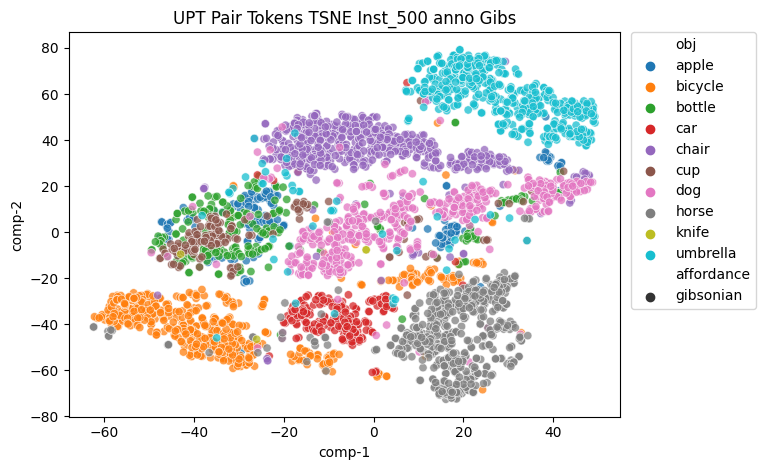 UPT Pair Tokens TSNE Inst_500 anno Gibs
80
60
40
20
0
−20
−40
−60
−80
comp-2
−60
−40
−20
0
20
40
comp-1
obj
apple
bicycle
bottle
car
chair
cup
dog
horse
knife
umbrella
affordance
gibsonian